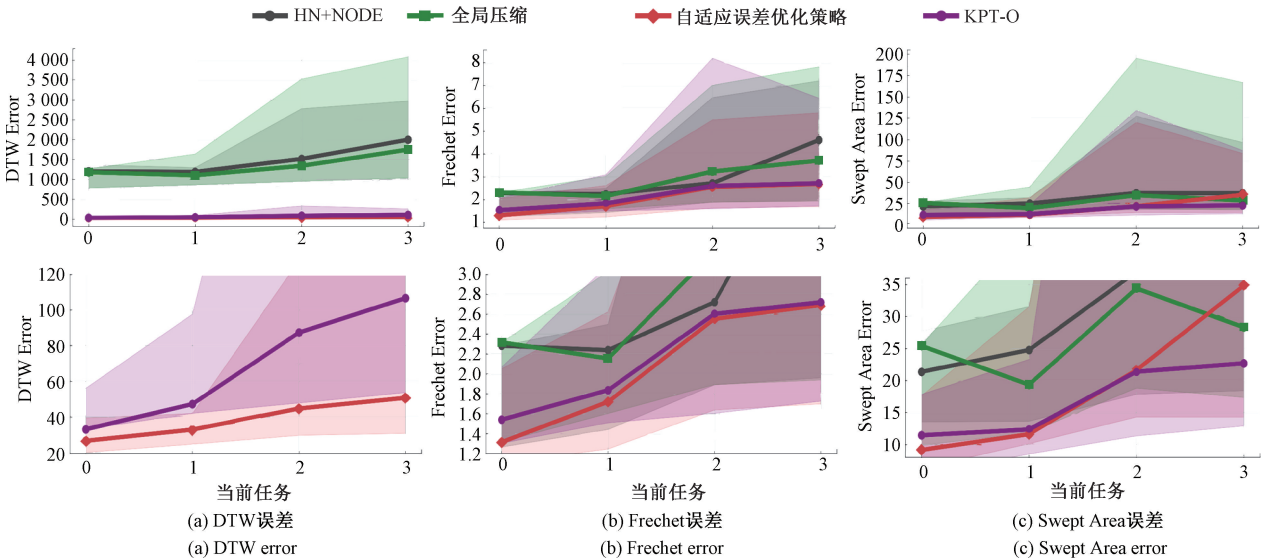 HN+NODE 全局压缩 自适应误差优化策略 KPT-O
DTW Error
4 000
3 500
3 000
2 500
2 000
1 500
1 000
500
0
0 1 2 3
Frechet Error
8
7
6
5
4
3
2
1
0 1 2 3
Swept Area Error
200
175
150
125
100
75
50
25
0
0 1 2 3
DTW Error
120
100
80
60
40
20
0 1 2 3
当前任务
Frechet Error
3.0
2.8
2.6
2.4
2.2
2.0
1.8
1.6
1.4
1.2
0 1 2 3
当前任务
Swept Area Error
35
30
25
20
15
10
0 1 2 3
当前任务
(a) DTW误差
(a) DTW error
(b) Frechet误差
(b) Frechet error
(c) Swept Area误差
(c) Swept Area error